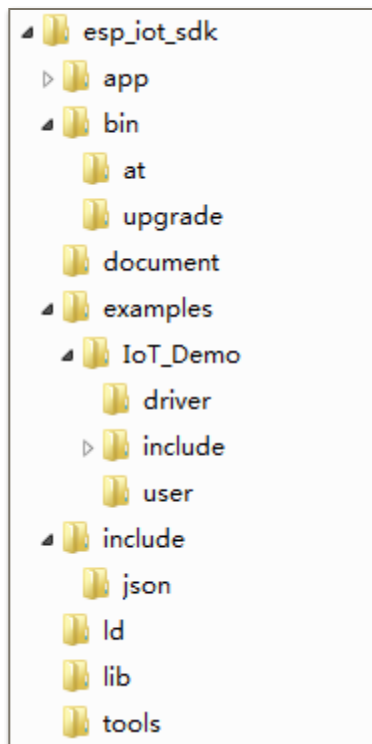 esp_iot_sdk
app
bin
at
upgrade
document
examples
IoT_Demo
driver
include
user
include
json
ld
lib
tools